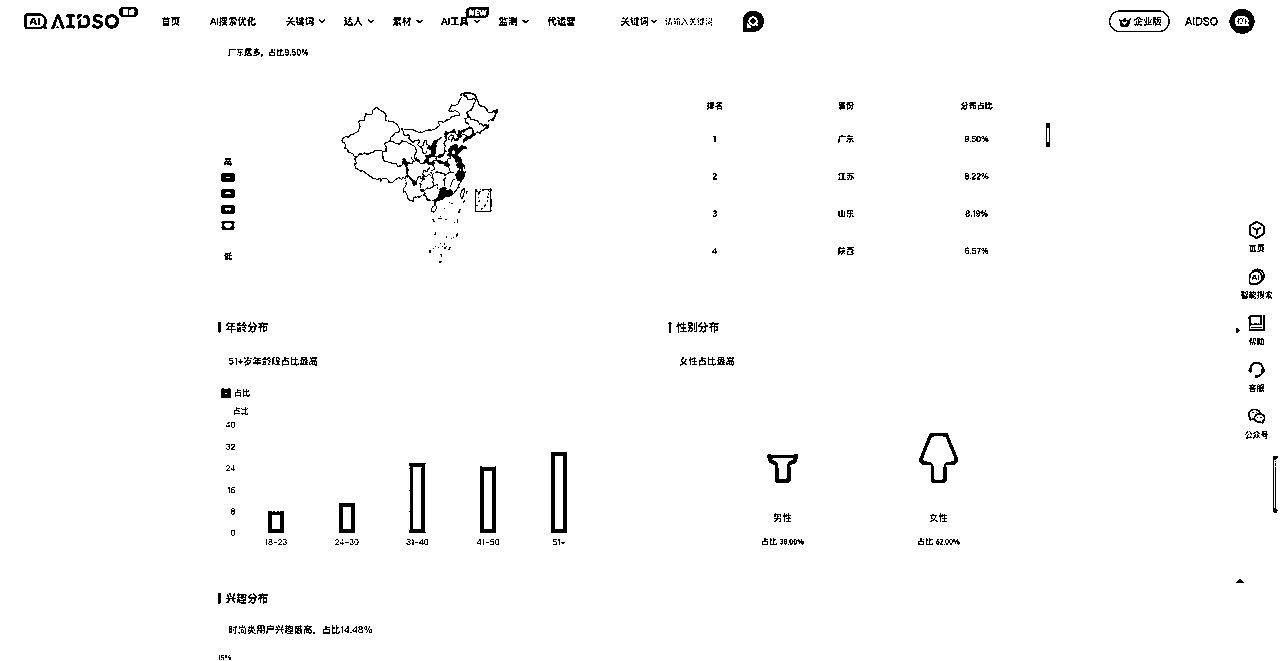 AIDSO
首页 AI搜索优化 关键词 达人 素材 AI工具 NEW 监测 代运营 关键词 请输入关键词 企业版 AIDSO
广东居多，占比9.50%
高
低
排名 省份 分布占比
1 广东 9.50%
2 江苏 8.22%
3 山东 8.19%
4 陕西 6.57%
首页
智能搜索
帮助
客服
公众号
年龄分布
51+岁年龄段占比最高
占比
占比
40
32
24
16
8
0
18-23 24-30 31-40 41-50 51+
性别分布
女性占比最高
男性 女性
占比 38.00% 占比 62.00%
兴趣分布
时尚类用户兴趣最高，占比14.48%
15%